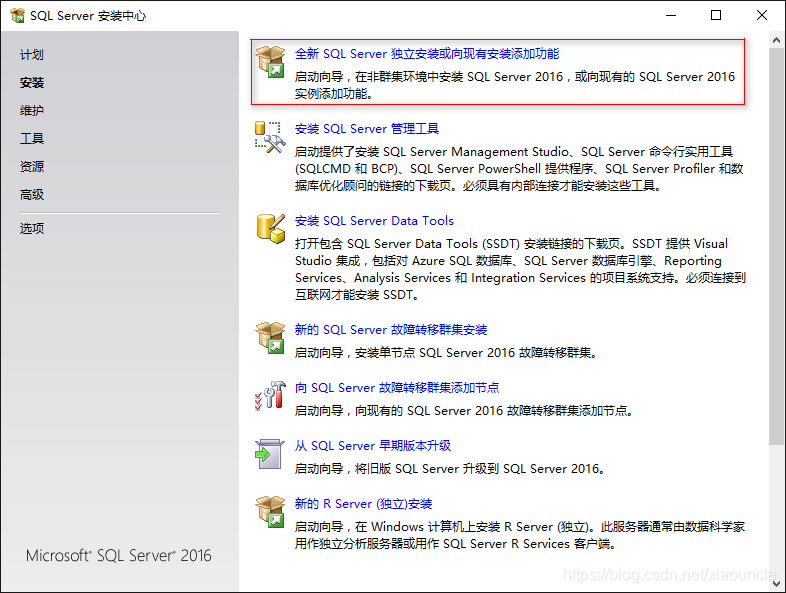 SQL Server 安装中心
计划
安装
维护
工具
资源
高级
选项
全新 SQL Server 独立安装或向现有安装添加功能
启动向导，在非群集环境中安装 SQL Server 2016，或向现有的 SQL Server 2016
实例添加功能。
安装 SQL Server 管理工具
启动提供了安装 SQL Server Management Studio、SQL Server 命令行实用工具
(SQLCMD 和 BCP)、SQL Server PowerShell 提供程序、SQL Server Profiler 和数
据库优化顾问的链接的下载页。必须具有内部连接才能安装这些工具。
安装 SQL Server Data Tools
打开包含 SQL Server Data Tools (SSDT) 安装链接的下载页。SSDT 提供 Visual
Studio 集成，包括对 Azure SQL 数据库、SQL Server 数据库引擎、Reporting
Services、Analysis Services 和 Integration Services 的项目系统支持。必须连接到
互联网才能安装 SSDT。
新的 SQL Server 故障转移群集安装
启动向导，安装单节点 SQL Server 2016 故障转移群集。
向 SQL Server 故障转移群集添加节点
启动向导，向现有的 SQL Server 2016 故障转移群集添加节点。
从 SQL Server 早期版本升级
启动向导，将旧版 SQL Server 升级到 SQL Server 2016。
新的 R Server (独立)安装
启动向导，在 Windows 计算机上安装 R Server (独立)。此服务器通常由数据科学家
用作独立分析服务器或用作 SQL Server R Services 客户端。
Microsoft® SQL Server® 2016
https://blog.csdn.net/xiaouncle